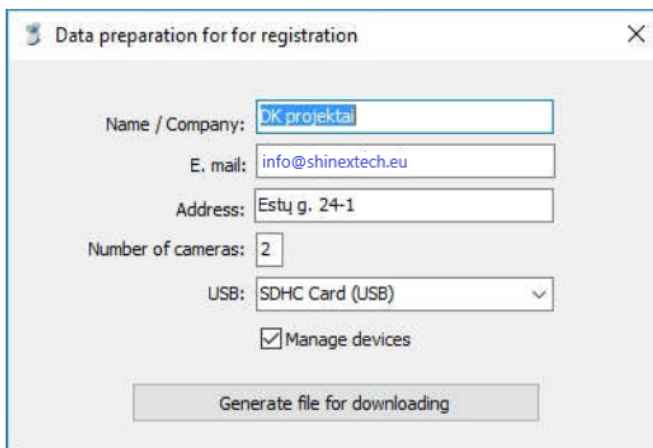 Data preparation for for registration
Name / Company: DK projektai
E. mail: info@shinextech.eu
Address: Estų g. 24-1
Number of cameras: 2
USB: SDHC Card (USB)
Manage devices
Generate file for downloading